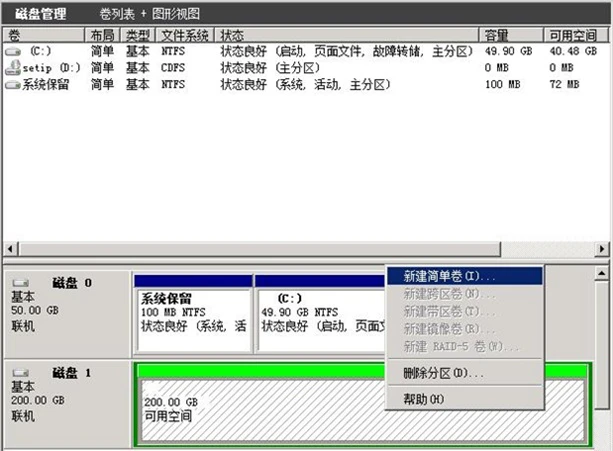 磁盘管理 卷列表 + 图形视图
卷 布局 类型 文件系统 状态 容量 可用空间
(C:) 简单 基本 NTFS 状态良好 (启动, 页面文件, 故障转储, 主分区) 49.90 GB 40.48 GB
setip (D:) 简单 基本 CDFS 状态良好 (主分区) 0 MB 0 MB
系统保留 简单 基本 NTFS 状态良好 (系统, 活动, 主分区) 100 MB 72 MB
磁盘 0
基本
50.00 GB
联机
系统保留
100 MB NTFS
状态良好 (系统, 活
(C:)
49.90 GB NTFS
状态良好 (启动, 页面文
新建简单卷(I)...
新建跨区卷(N)...
新建带区卷(T)...
新建镜像卷(R)...
新建 RAID-5 卷(W)...
删除分区(D)...
帮助(H)
磁盘 1
基本
200.00 GB
联机
200.00 GB
可用空间